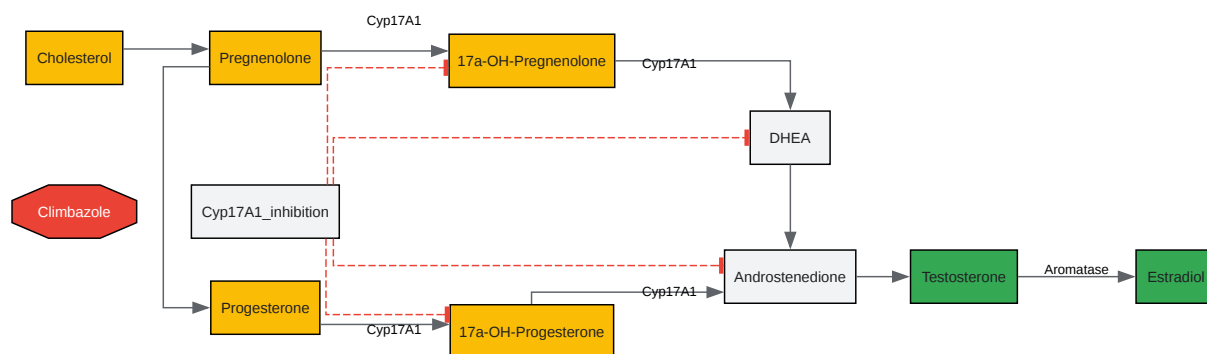 Cyp17A1
Cholesterol
Pregnenolone
17a-OH-Pregnenolone
Cyp17A1
DHEA
Climbazole
Cyp17A1_inhibition
Androstenedione
Testosterone
Aromatase
Estradiol
Cyp17A1
Progesterone
Cyp17A1
17a-OH-Progesterone